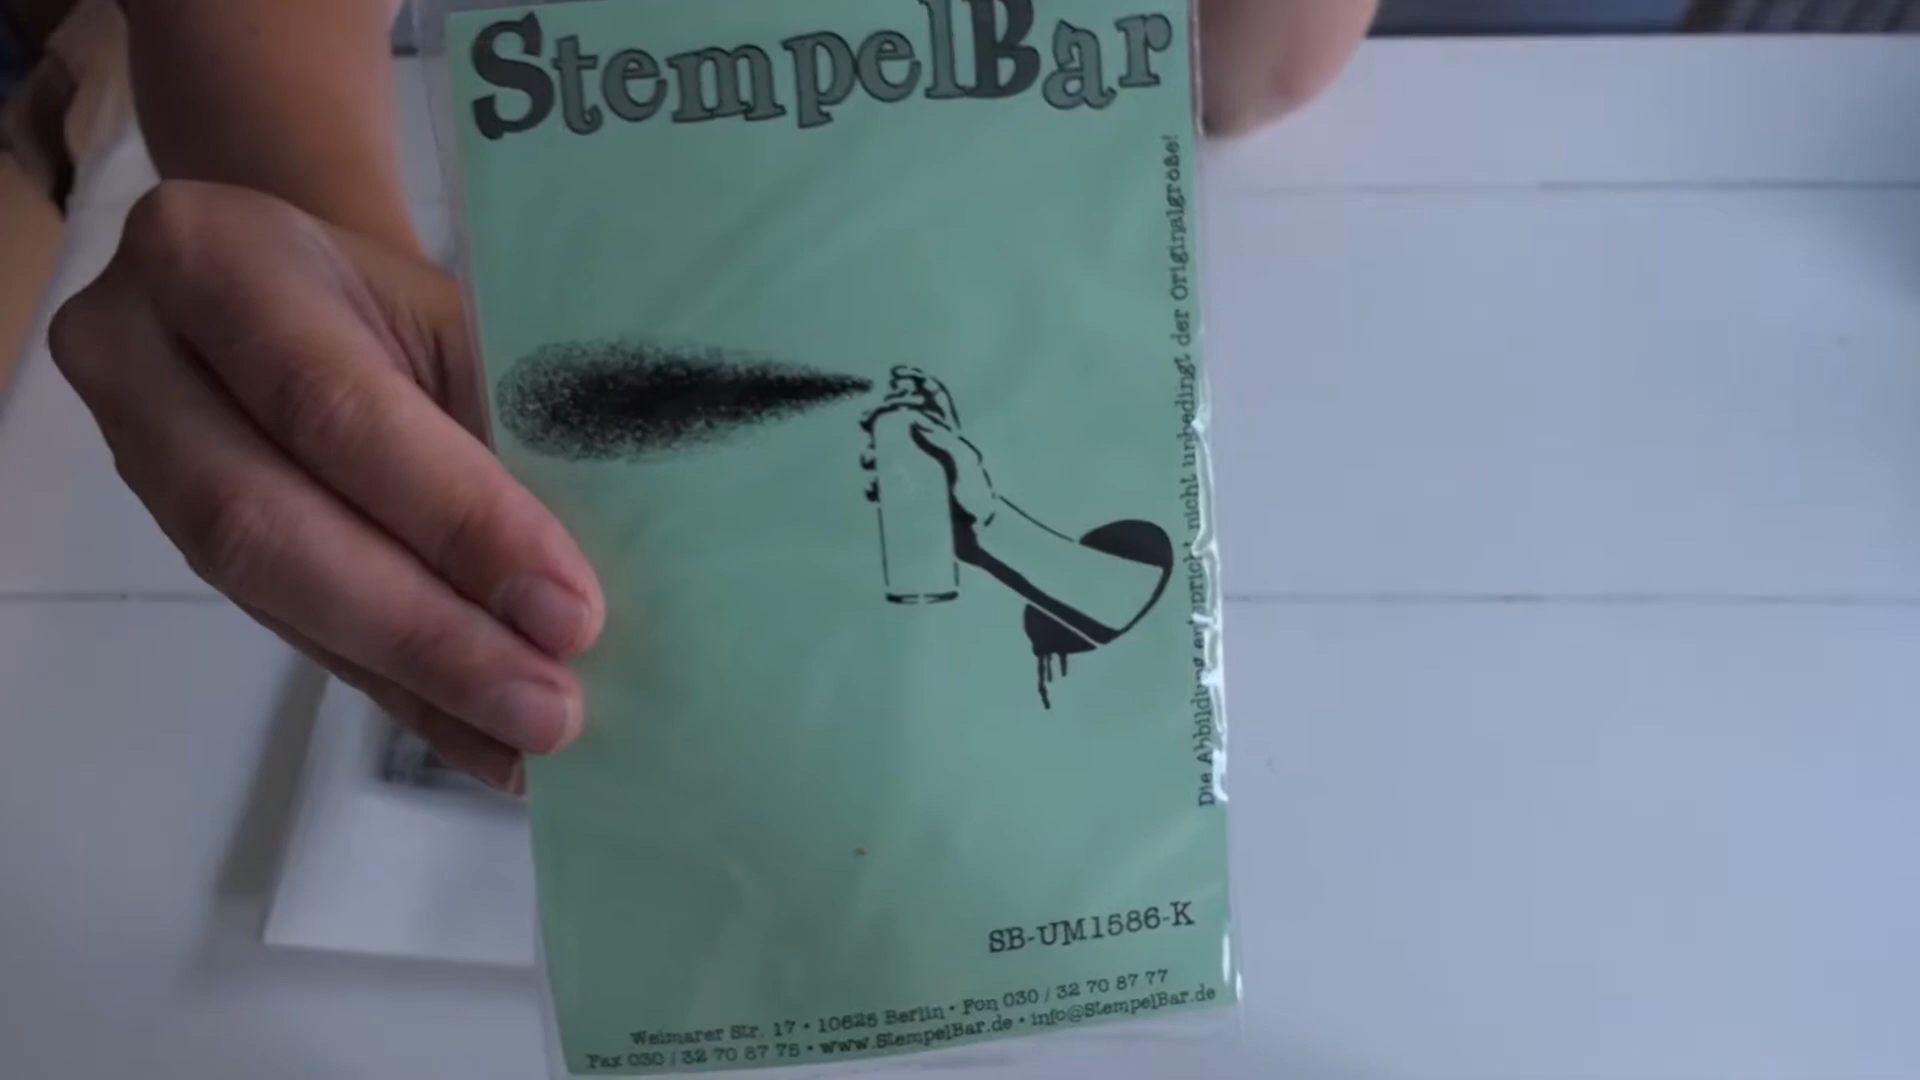 StempelBar
Die Abbildung entspricht nicht unbedingt der Originalgröße!
SB-UM1586-K
Weimarer Str. 17 • 10625 Berlin • Fon 030 / 32 70 87 77
Fax 030 / 32 70 87 75 • www.StempelBar.de • info@StempelBar.de